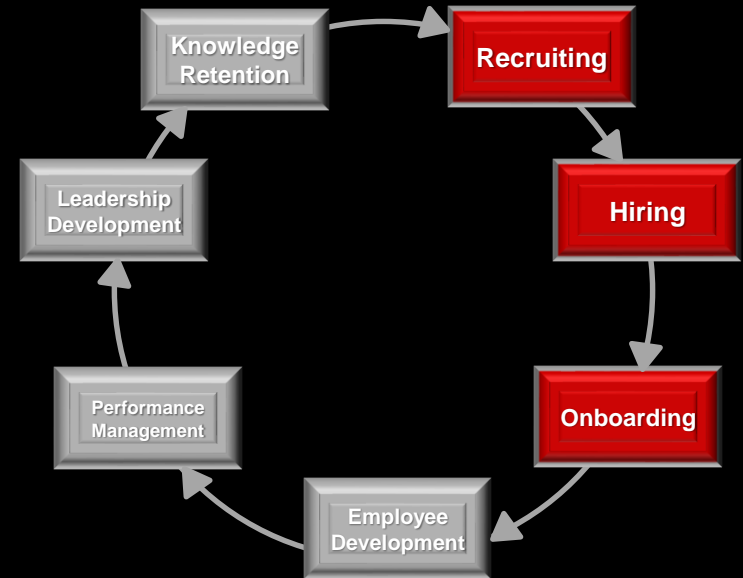 Knowledge
Retention
Recruiting
Hiring
Onboarding
Employee
Development
Performance
Management
Leadership
Development